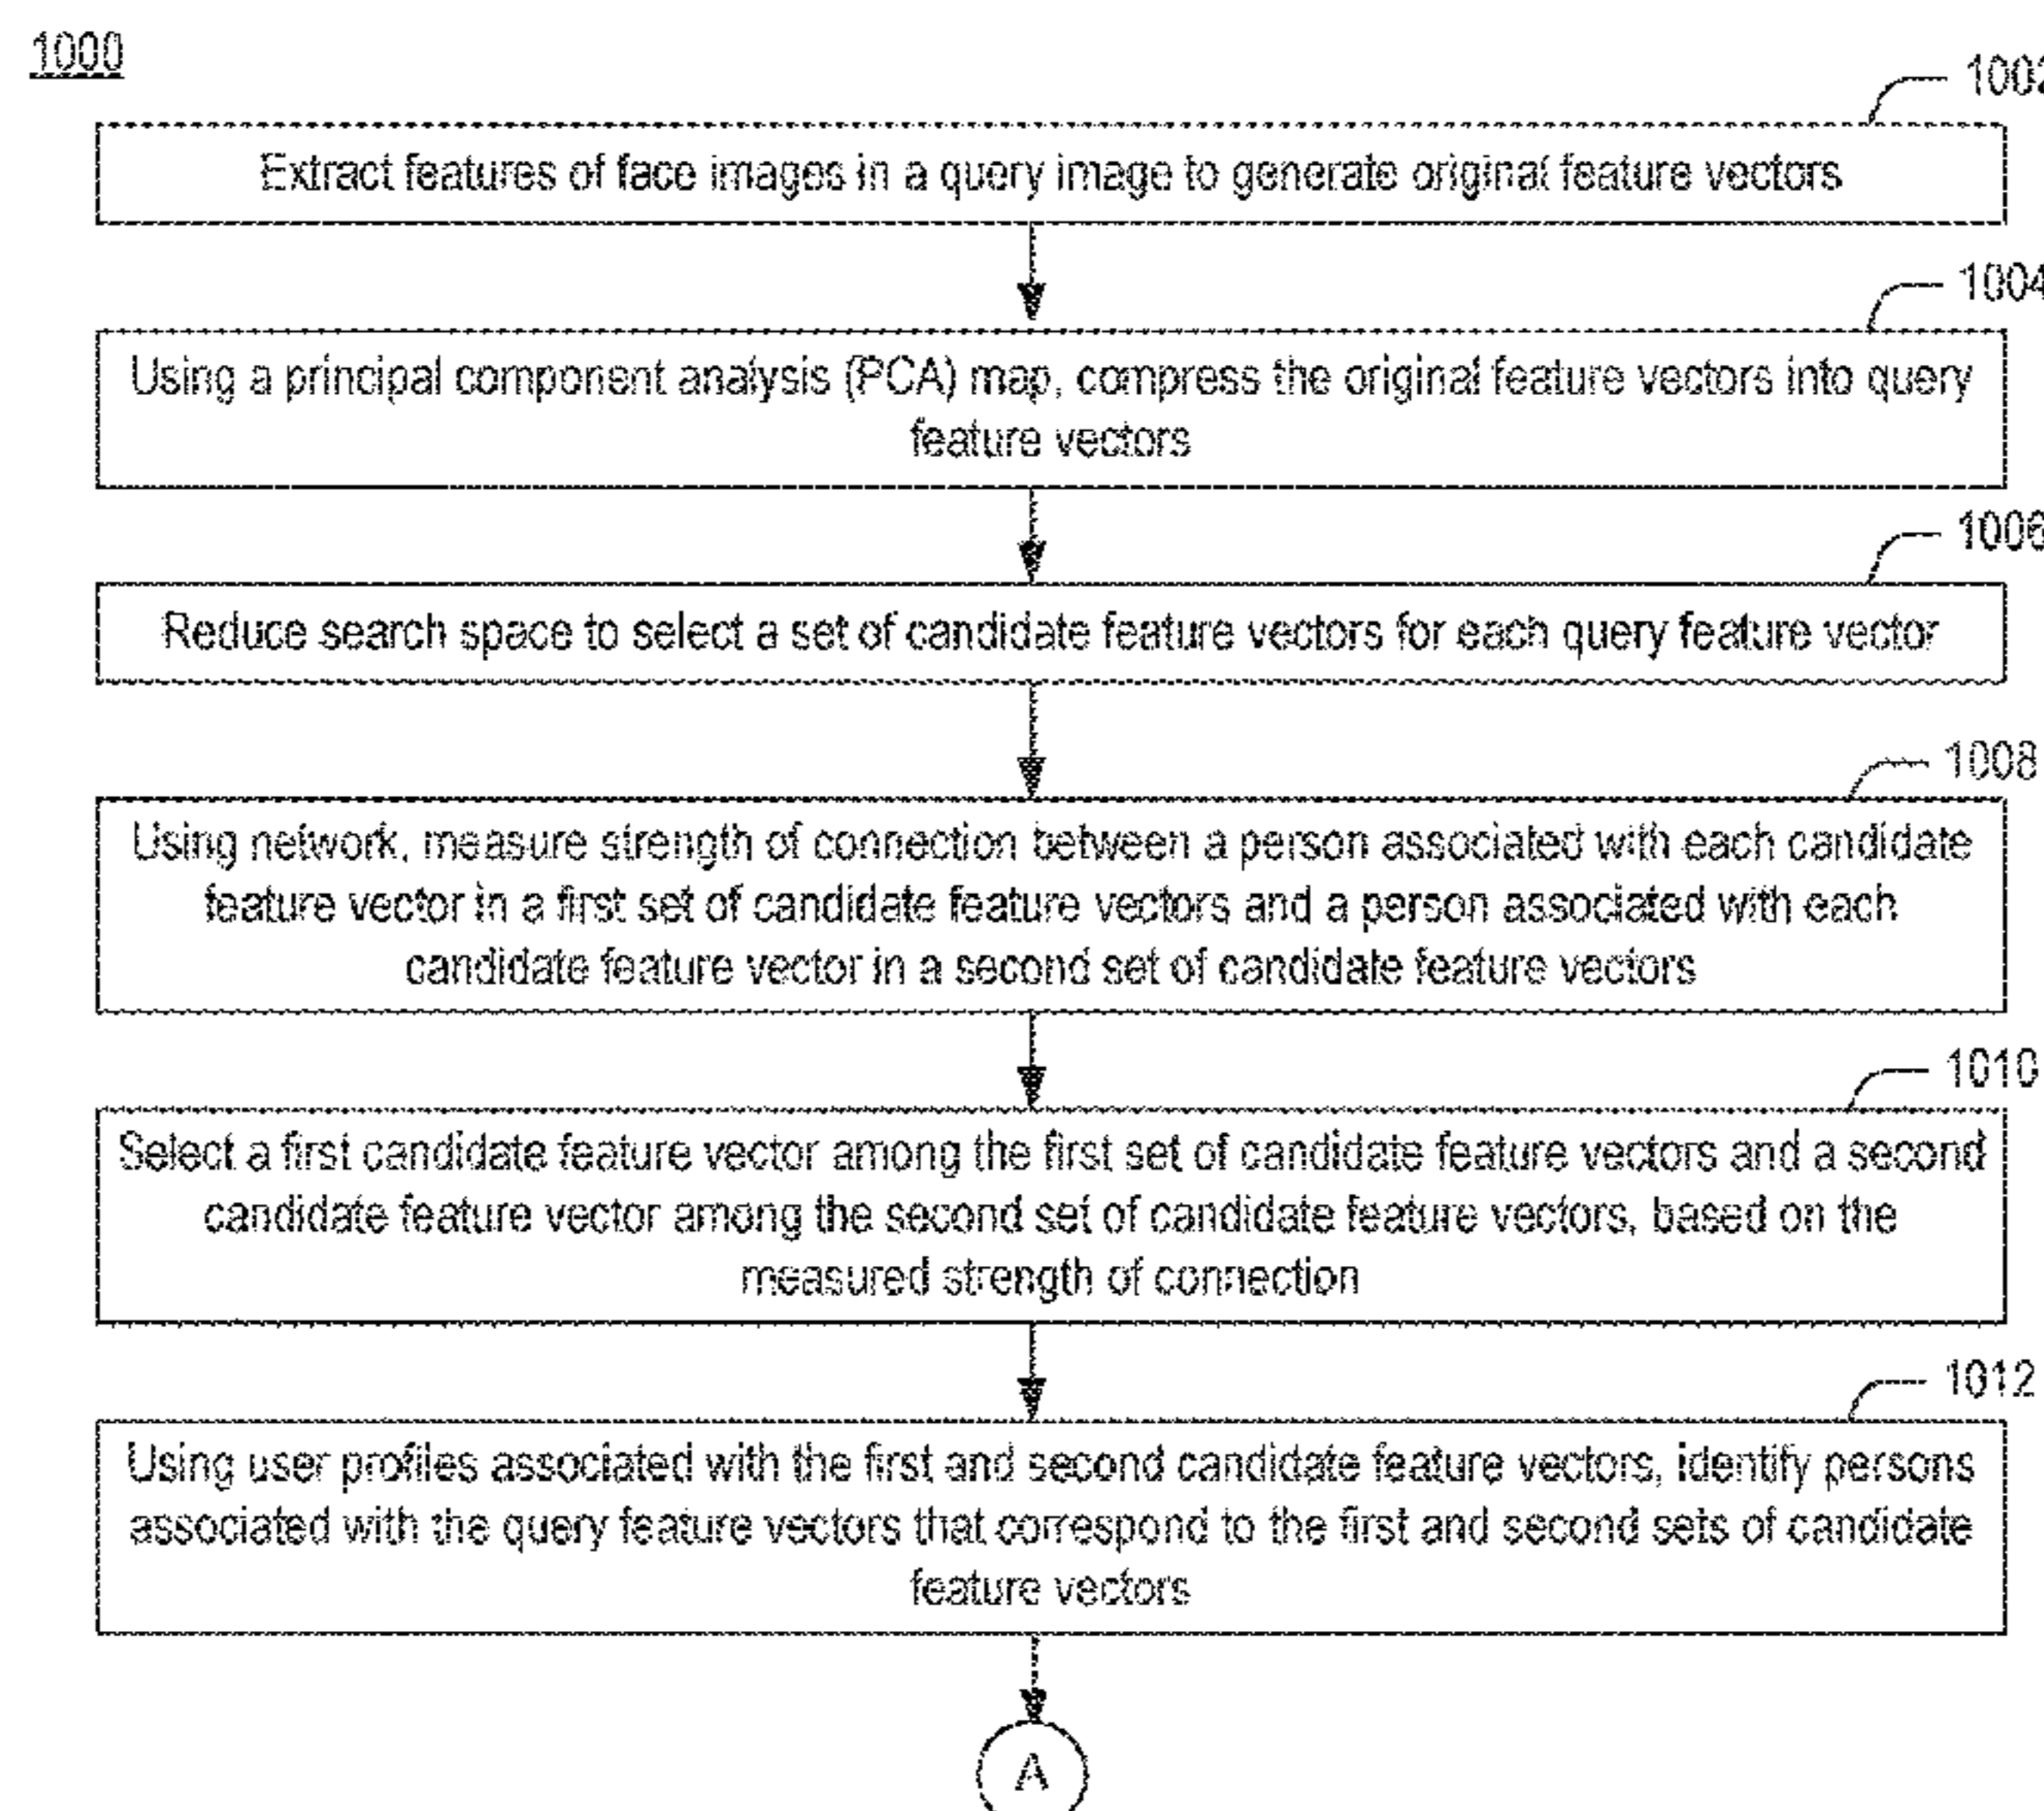 1000
1002
Extract features of face images in a query image to generate original feature vectors
1004
Using a principal component analysis (PCA) map, compress the original feature vectors into query
feature vectors
1006
Reduce search space to select a set of candidate feature vectors for each query feature vector
1008
Using network, measure strength of connection between a person associated with each candidate
feature vector in a first set of candidate feature vectors and a person associated with each
candidate feature vector in a second set of candidate feature vectors
1010
Select a first candidate feature vector among the first set of candidate feature vectors and a second
candidate feature vector among the second set of candidate feature vectors, based on the
measured strength of connection
1012
Using user profiles associated with the first and second candidate feature vectors, identify persons
associated with the query feature vectors that correspond to the first and second sets of candidate
feature vectors
A